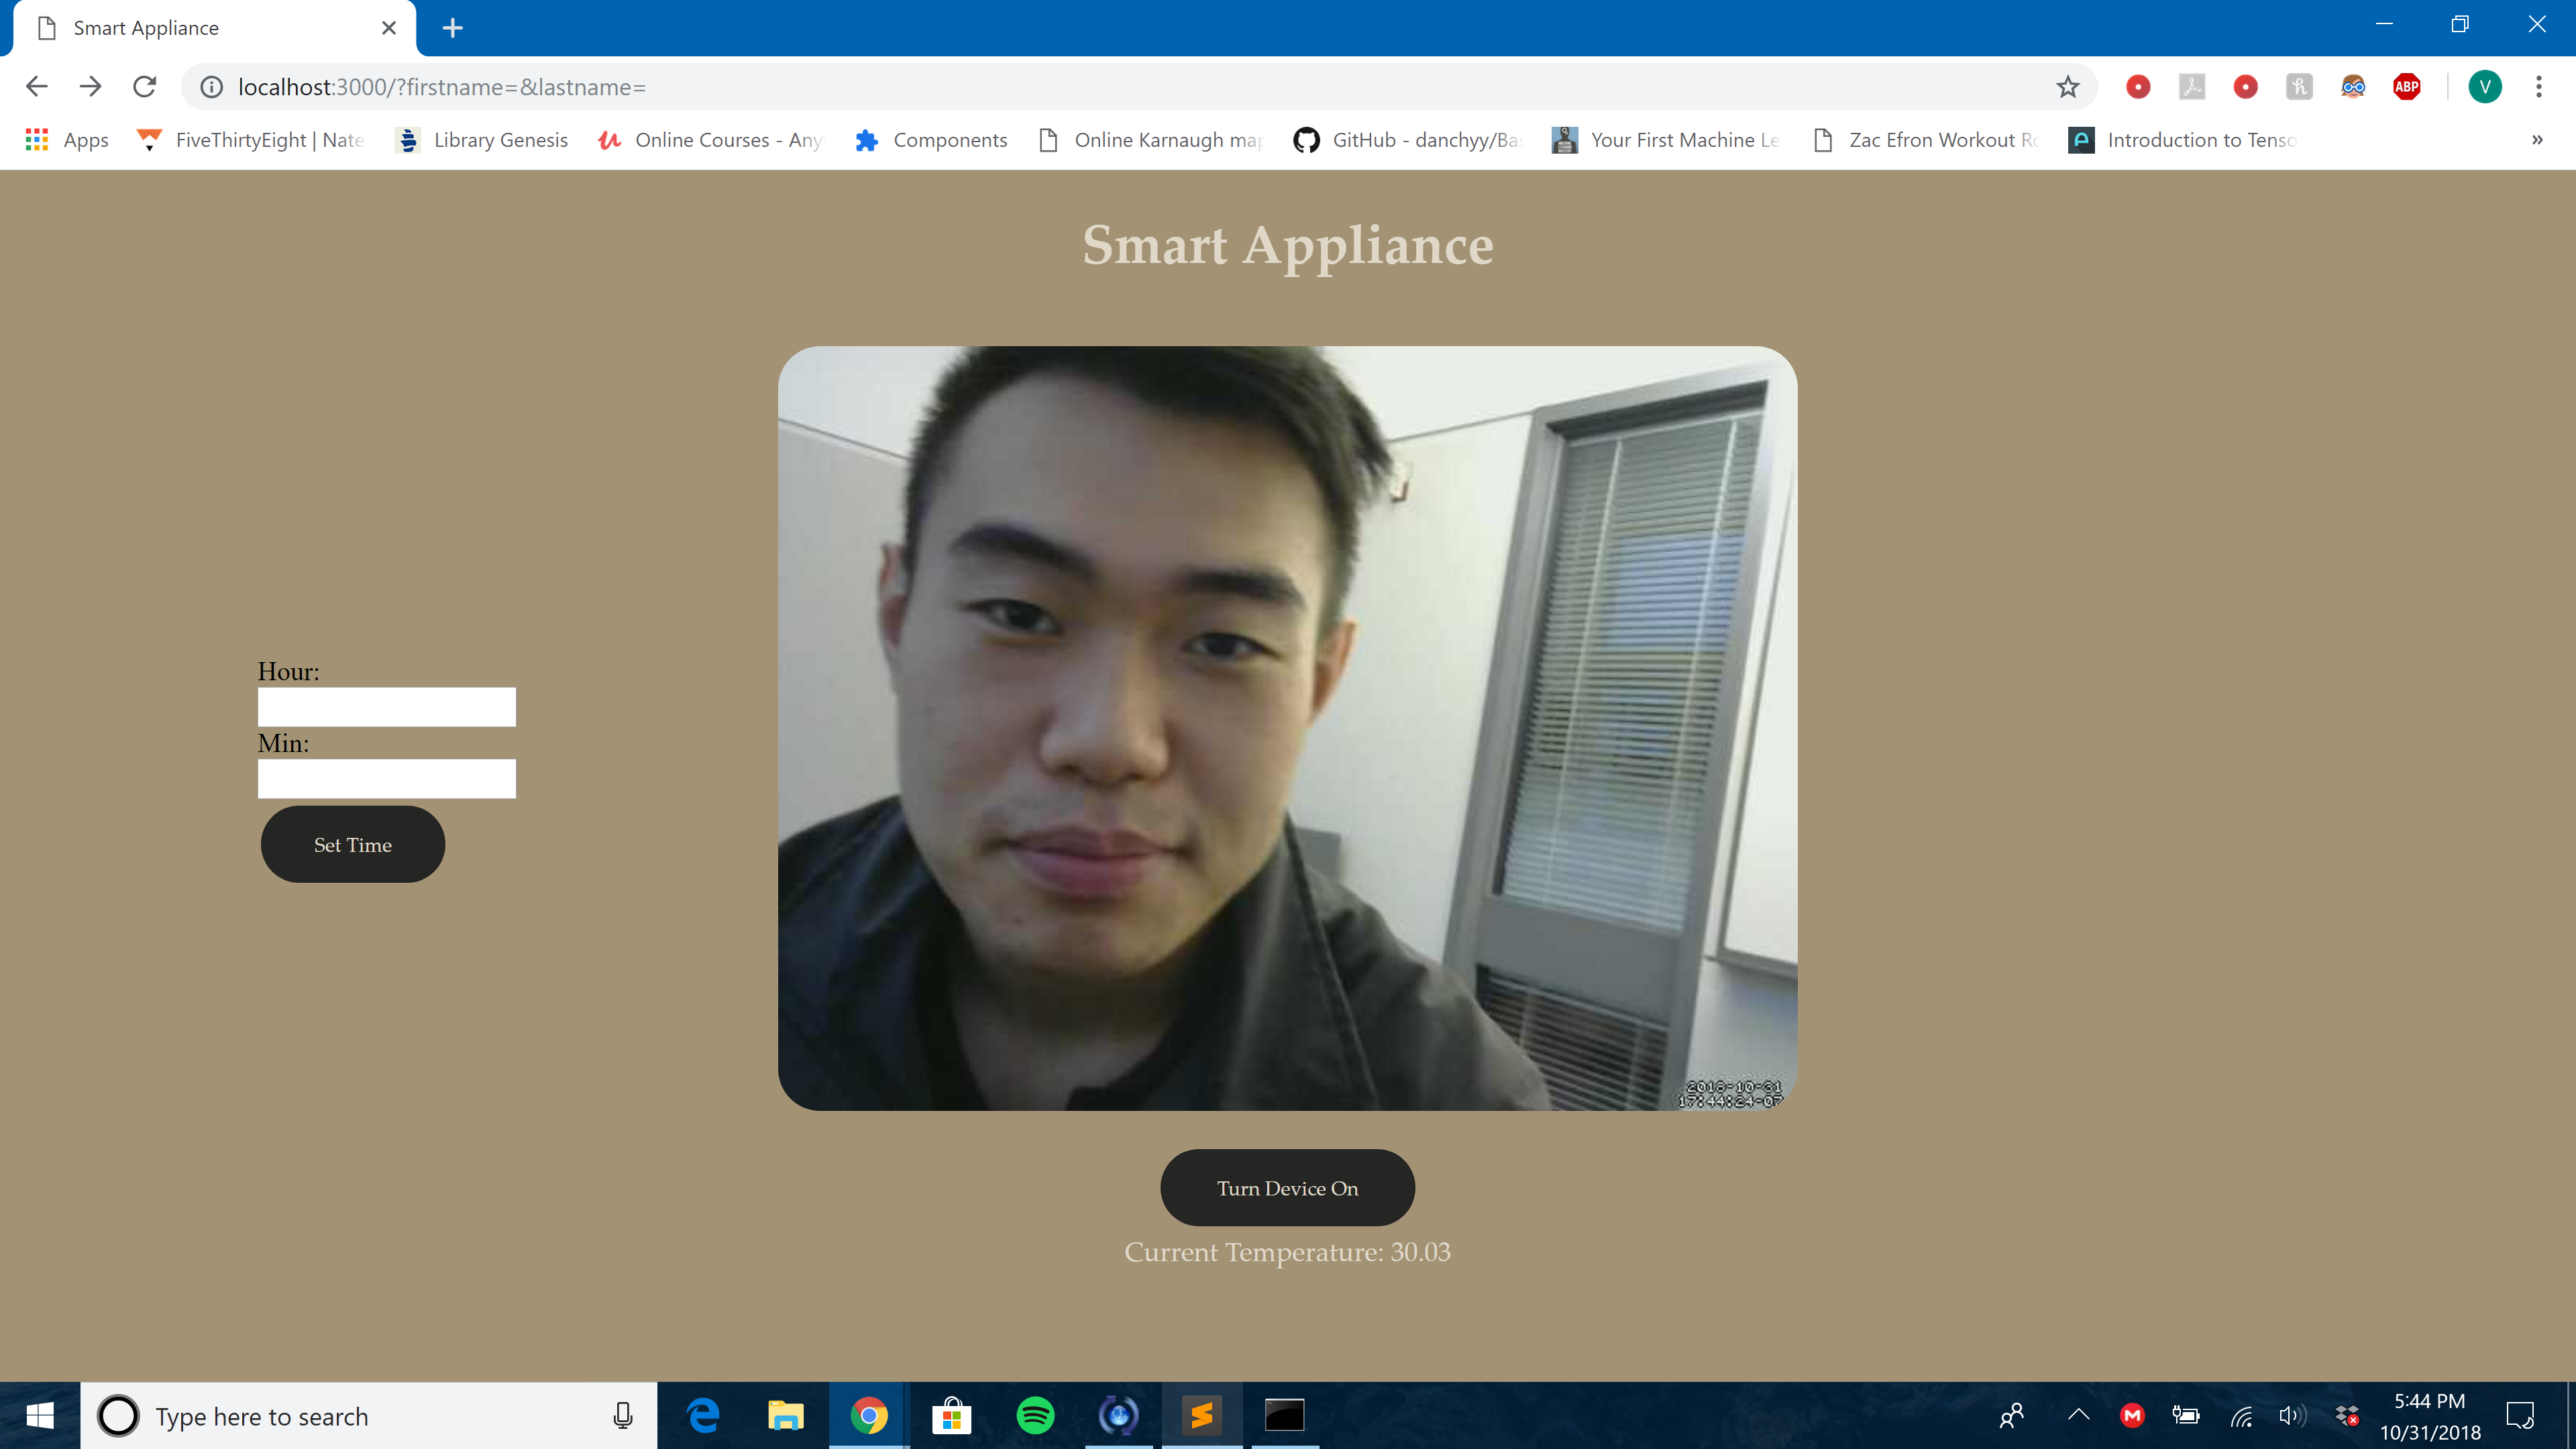 Smart Appliance
localhost:3000/?firstname=&lastname=
ABP
V
Apps
FiveThirtyEight | Nate
Library Genesis
Online Courses - Any
Components
Online Karnaugh map
GitHub - danchyy/Bas
Your First Machine Le
Zac Efron Workout Ro
Introduction to Tenso
»
Smart Appliance
Hour:
Min:
Set Time
2018-10-31
17:44:24-07
Turn Device On
Current Temperature: 30.03
Type here to search
5:44 PM
10/31/2018